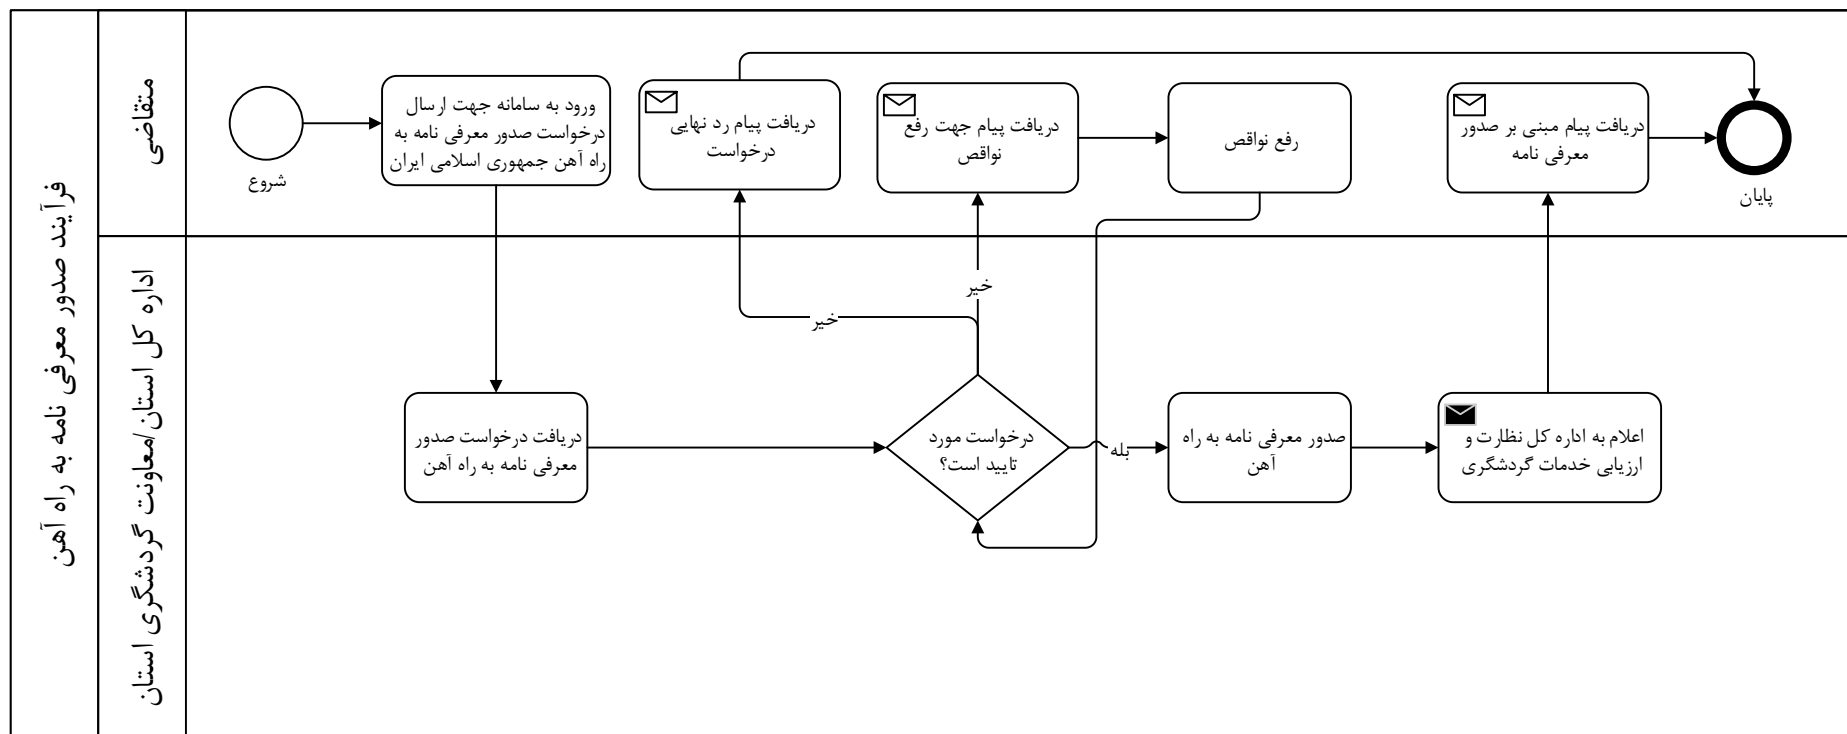 فرآیند صدور معرفی نامه به راه آهن
متقاضی
اداره کل استان/معاونت گردشگری استان
شروع
ورود به سامانه جهت ارسال
درخواست صدور معرفی نامه به
راه آهن جمهوری اسلامی ایران
دریافت پیام رد نهایی
درخواست
دریافت پیام جهت رفع
نواقص
رفع نواقص
دریافت پیام مبنی بر صدور
معرفی نامه
پایان
خیر
خیر
دریافت درخواست صدور
معرفی نامه به راه آهن
درخواست مورد
تایید است؟
بله
صدور معرفی نامه به راه
آهن
اعلام به اداره کل نظارت و
ارزیابی خدمات گردشگری